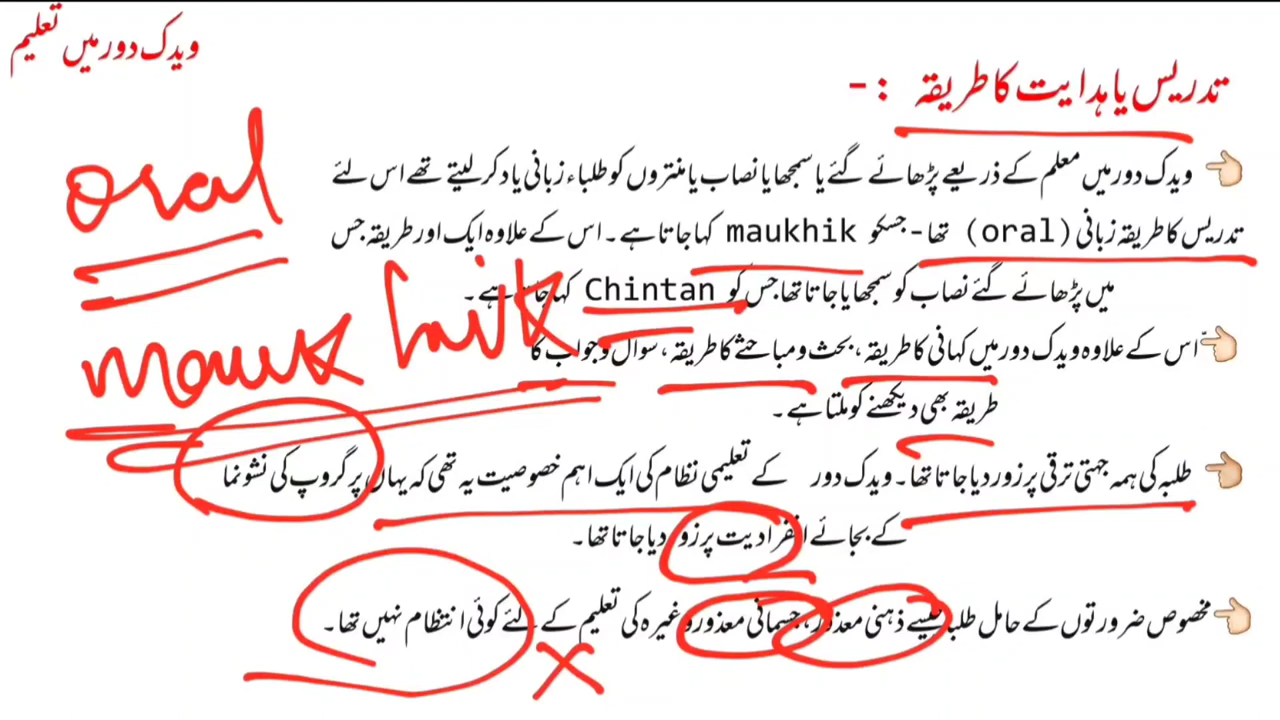 ویدک دور میں تعلیم
تدریس یا ہدایت کا طریقہ :-
ویدک دور میں معلم کے ذریعے پڑھائے گئے یا سمجھایا نصاب یا منتروں کو طلباء زبانی یاد کر لیتے تھے اس لئے
تدریس کا طریقہ زبانی (oral) تھا- جسکو maukhik کہا جاتا ہے۔ اس کے علاوہ ایک اور طریقہ جس
میں پڑھائے گئے نصاب کو سمجھایا جاتا تھا جس کو Chintan کہا جاتا ہے۔
اس کے علاوہ ویدک دور میں کہانی کا طریقہ، بحث و مباحثے کا طریقہ، سوال و جواب کا
طریقہ بھی دیکھنے کو ملتا ہے۔
طلبہ کی ہمہ جہتی ترقی پر زور دیا جاتا تھا۔ ویدک دور کے تعلیمی نظام کی ایک اہم خصوصیت یہ تھی کہ یہاں پر گروپ کی نشونما
کے بجائے انفرادیت پر زور دیا جاتا تھا۔
مخصوص ضرورتوں کے حامل طلبہ جیسے ذہنی معذور، جسمانی معذور وغیرہ کی تعلیم کے لئے کوئی انتظام نہیں تھا۔
oral
maukhaik